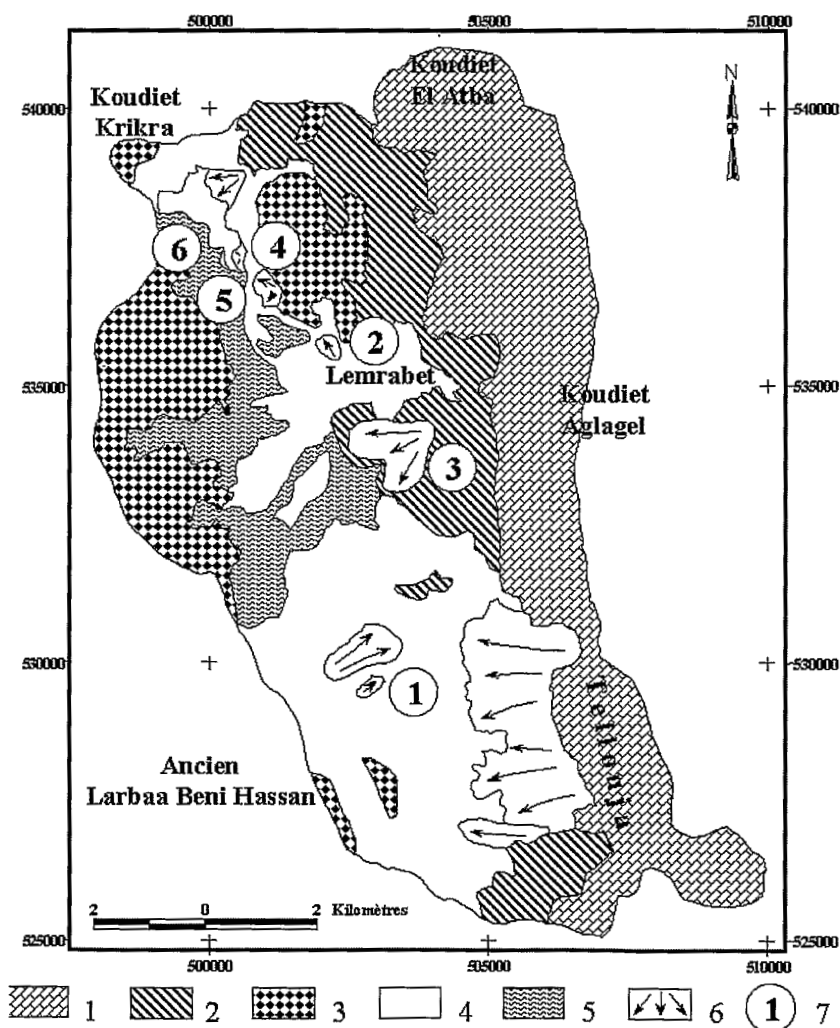 500000 505000 510000
Koudiet
El Atba
N
540000 540000
Koudiet
Krikra
6 4
5
2
Lemrabet
535000 535000
Koudiet
Aglagel
3
530000 530000
1
Tellouta
Ancien
Larbaa Beni Hassan
2 0 2 Kilomètres
525000 525000
500000 505000 510000
1 2 3 4 5 6 1 7